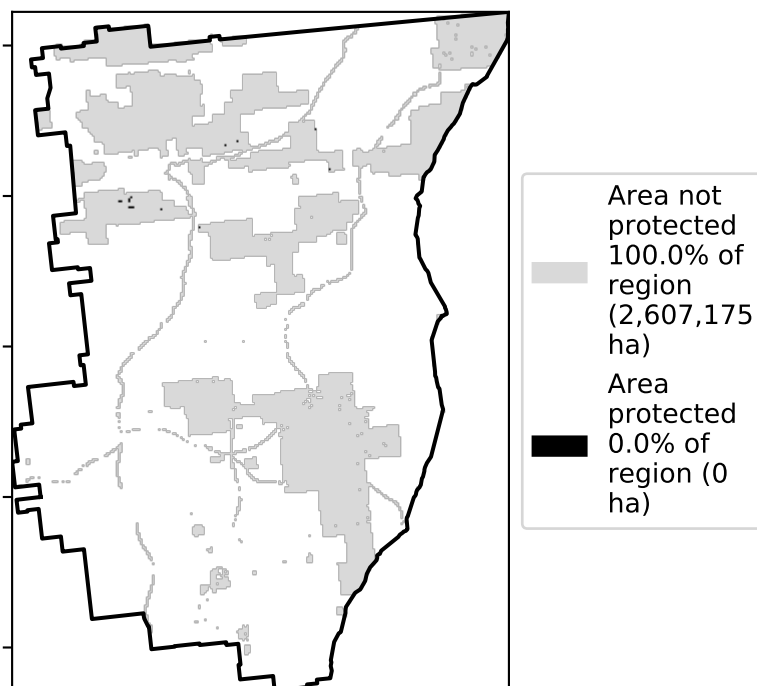 Area not
protected
100.0% of
region
(2,607,175
ha)
Area
protected
0.0% of
region (0
ha)